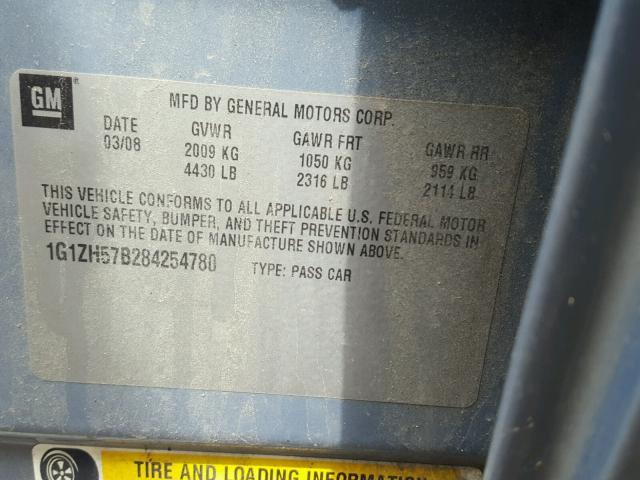 GM
MFD BY GENERAL MOTORS CORP.
DATE GVWR GAWR FRT GAWR RR
03/08 2009 KG 1050 KG 959 KG
4430 LB 2316 LB 2114 LB
THIS VEHICLE CONFORMS TO ALL APPLICABLE U.S. FEDERAL MOTOR
VEHICLE SAFETY, BUMPER, AND THEFT PREVENTION STANDARDS IN
EFFECT ON THE DATE OF MANUFACTURE SHOWN ABOVE.
1G1ZH57B284254780 TYPE: PASS CAR
TIRE AND LOADING INFORMATION